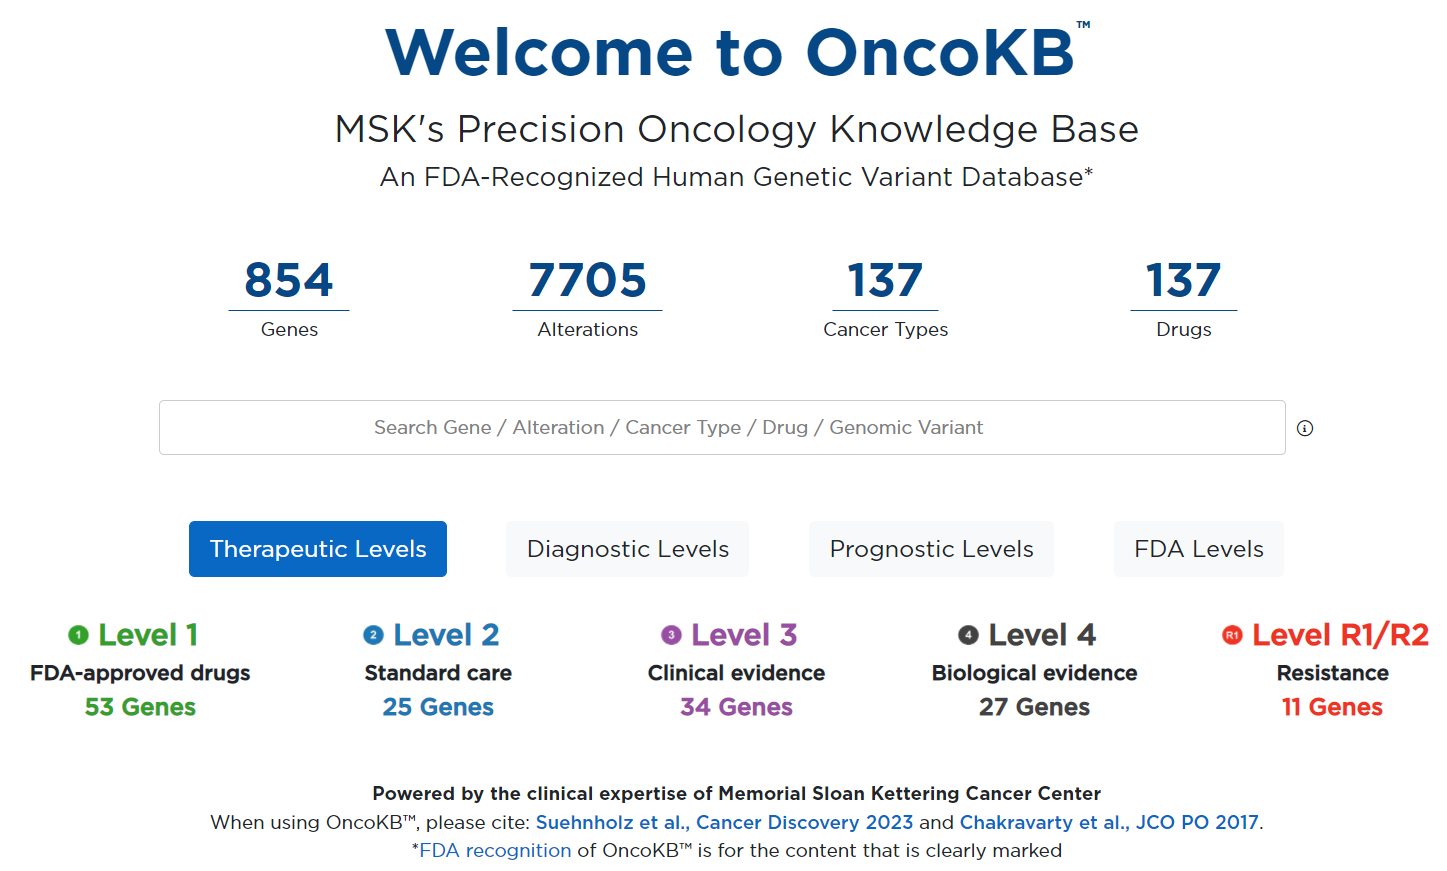 Welcome to OncoKB™
MSK's Precision Oncology Knowledge Base
An FDA-Recognized Human Genetic Variant Database*
854 7705 137 137
Genes Alterations Cancer Types Drugs
Search Gene / Alteration / Cancer Type / Drug / Genomic Variant
Therapeutic Levels Diagnostic Levels Prognostic Levels FDA Levels
1 Level 1 2 Level 2 3 Level 3 4 Level 4 R1 Level R1/R2
FDA-approved drugs Standard care Clinical evidence Biological evidence Resistance
53 Genes 25 Genes 34 Genes 27 Genes 11 Genes
Powered by the clinical expertise of Memorial Sloan Kettering Cancer Center
When using OncoKB™, please cite: Suehnholz et al., Cancer Discovery 2023 and Chakravarty et al., JCO PO 2017.
*FDA recognition of OncoKB™ is for the content that is clearly marked